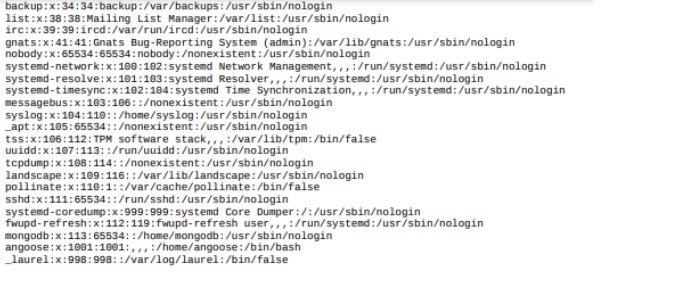 backup:x:34:34:backup:/var/backups:/usr/sbin/nologin
list:x:38:38:Mailing List Manager:/var/list:/usr/sbin/nologin
irc:x:39:39:ircd:/var/run/ircd:/usr/sbin/nologin
gnats:x:41:41:Gnats Bug-Reporting System (admin):/var/lib/gnats:/usr/sbin/nologin
nobody:x:65534:65534:nobody:/nonexistent:/usr/sbin/nologin
systemd-network:x:100:102:systemd Network Management,,,:/run/systemd:/usr/sbin/nologin
systemd-resolve:x:101:103:systemd Resolver,,,:/run/systemd:/usr/sbin/nologin
systemd-timesync:x:102:104:systemd Time Synchronization,,,:/run/systemd:/usr/sbin/nologin
messagebus:x:103:106::/nonexistent:/usr/sbin/nologin
syslog:x:104:110::/home/syslog:/usr/sbin/nologin
_apt:x:105:65534::/nonexistent:/usr/sbin/nologin
tss:x:106:112:TPM software stack,,,:/var/lib/tpm:/bin/false
uuidd:x:107:113::/run/uuidd:/usr/sbin/nologin
tcpdump:x:108:114::/nonexistent:/usr/sbin/nologin
landscape:x:109:116::/var/lib/landscape:/usr/sbin/nologin
pollinate:x:110:1::/var/cache/pollinate:/bin/false
sshd:x:111:65534::/run/sshd:/usr/sbin/nologin
systemd-coredump:x:999:999:systemd Core Dumper:/:/usr/sbin/nologin
fwupd-refresh:x:112:119:fwupd-refresh user,,,:/run/systemd:/usr/sbin/nologin
mongodb:x:113:65534::/home/mongodb:/usr/sbin/nologin
angoose:x:1001:1001:,,,:/home/angoose:/bin/bash
_laurel:x:998:998::/var/log/laurel:/bin/false